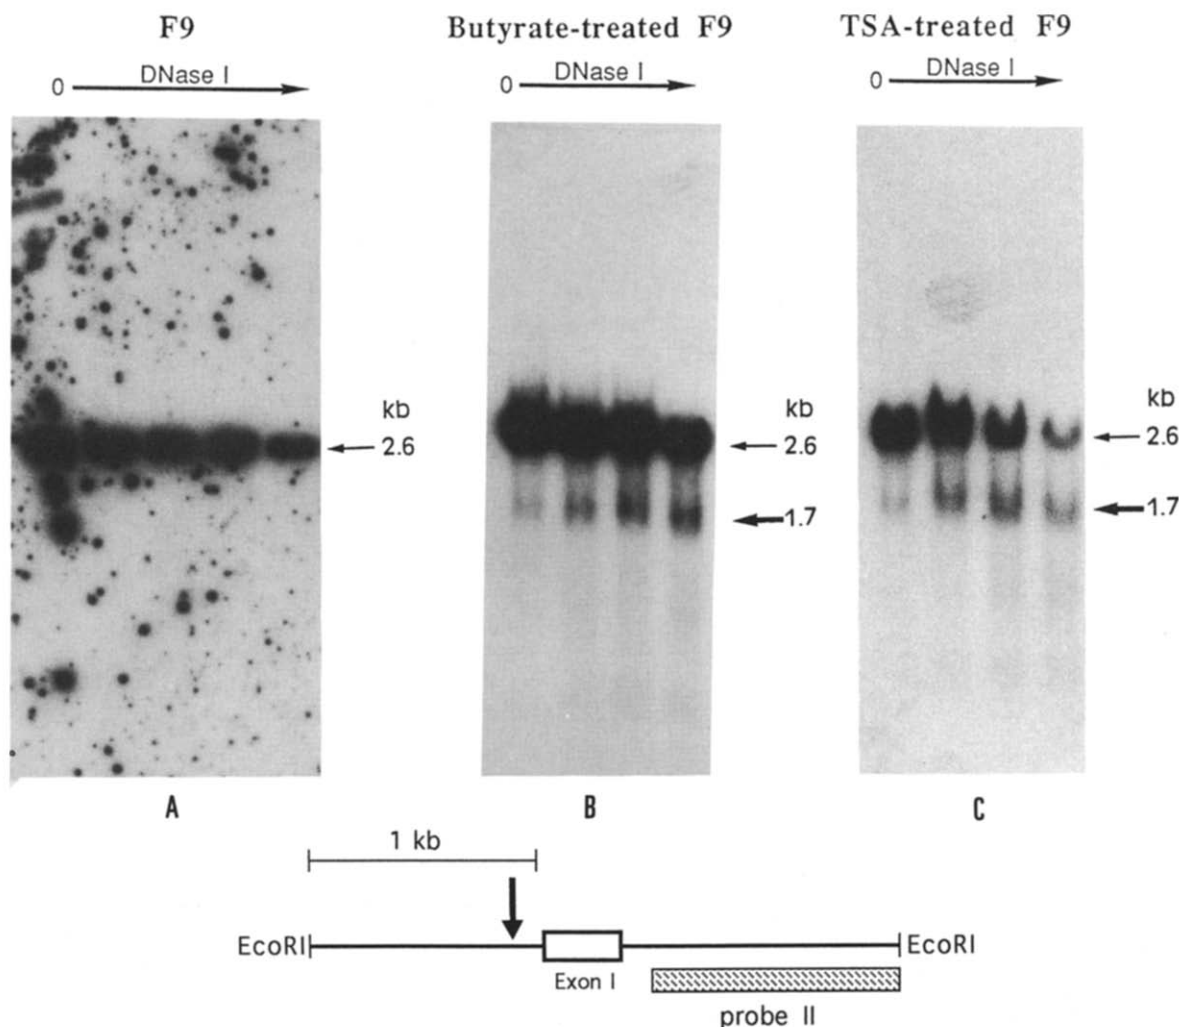 F9
Butyrate-treated F9
TSA-treated F9
0
DNase I
0
DNase I
0
DNase I
kb
2.6
kb
2.6
1.7
kb
2.6
1.7
A
B
C
1 kb
EcoRI
EcoRI
Exon I
probe II